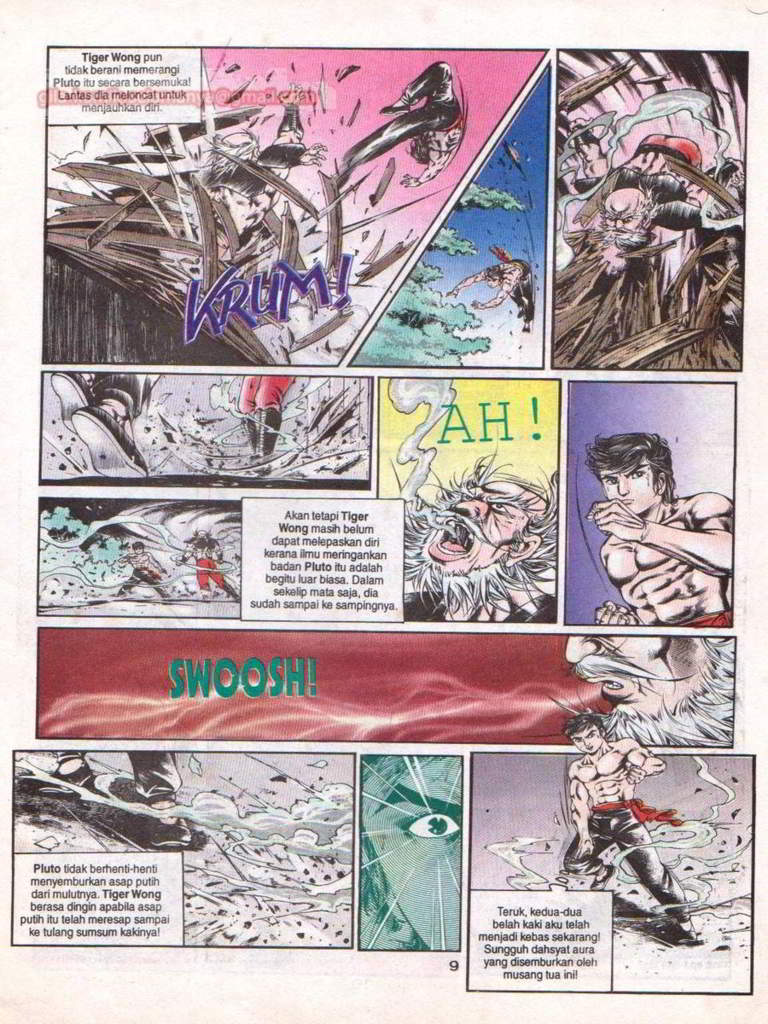 Tiger Wong pun
tidak berani memerangi
Pluto itu secara bersemuka!
Lantas dia meloncat untuk
menjauhkan diri.
KRUM!
AH!
Akan tetapi Tiger
Wong masih belum
dapat melepaskan diri
kerana ilmu meringankan
badan Pluto itu adalah
begitu luar biasa. Dalam
sekelip mata saja, dia
sudah sampai ke sampingnya.
SWOOSH!
Pluto tidak berhenti-henti
menyemburkan asap putih
dari mulutnya. Tiger Wong
berasa dingin apabila asap
putih itu telah meresap sampai
ke tulang sumsum kakinya!
Teruk, kedua-dua
belah kaki aku telah
menjadi kebas sekarang!
Sungguh dahsyat aura
yang disemburkan oleh
musang tua ini!
9